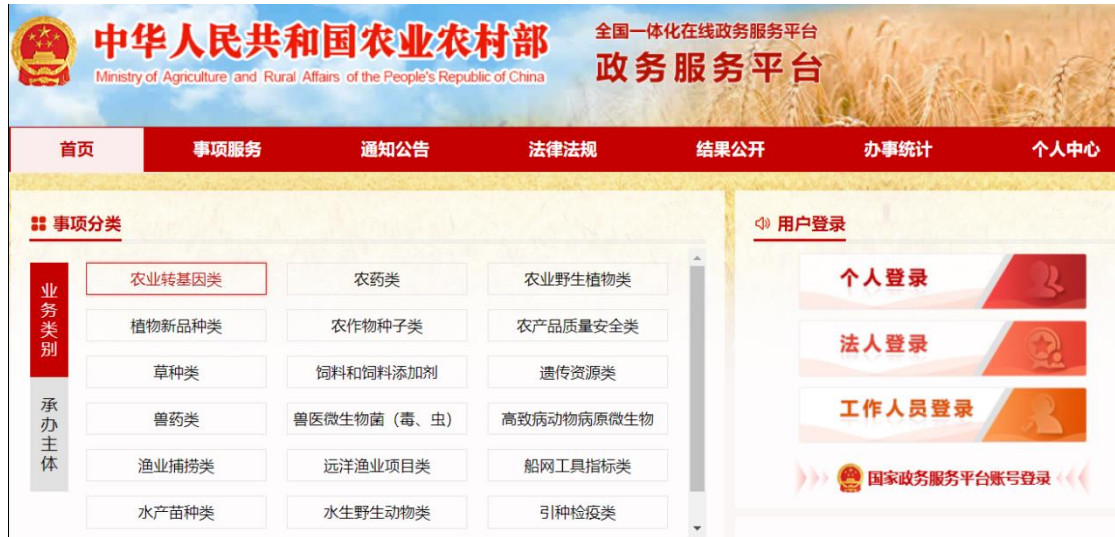 中华人民共和国农业农村部
Ministry of Agriculture and Rural Affairs of the People's Republic of China
全国一体化在线政务服务平台
政务服务平台
首页 事项服务 通知公告 法律法规 结果公开 办事统计 个人中心
事项分类
业务类别
承办主体
农业转基因类 农药类 农业野生植物类
植物新品种类 农作物种子类 农产品质量安全类
草种类 饲料和饲料添加剂 遗传资源类
兽药类 兽医微生物菌（毒、虫） 高致病动物病原微生物
渔业捕捞类 远洋渔业项目类 船网工具指标类
水产苗种类 水生野生动物类 引种检疫类
用户登录
个人登录
法人登录
工作人员登录
国家政务服务平台账号登录